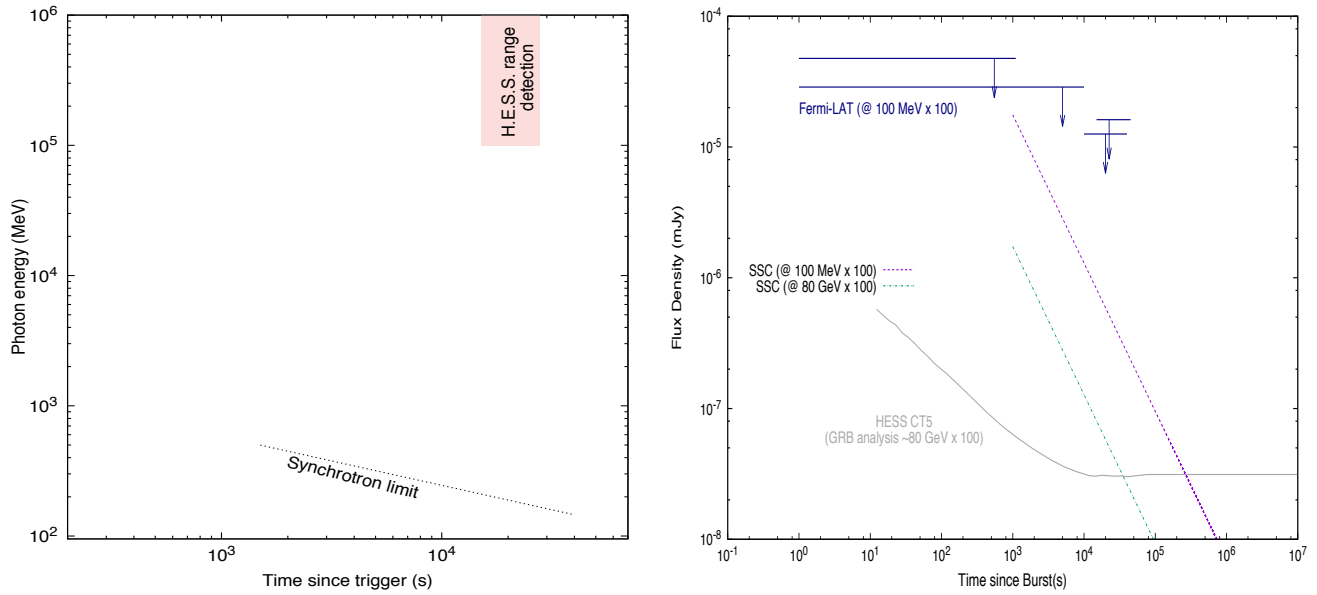 10^6
10^5
10^4
10^3
10^2
10^3
10^4
Photon energy (MeV)
Time since trigger (s)
H.E.S.S. range
detection
Synchrotron limit
10^-4
10^-5
10^-6
10^-7
10^-8
10^-1
10^0
10^1
10^2
10^3
10^4
10^5
10^6
10^7
Flux Density (mJy)
Time since Burst(s)
Fermi-LAT (@ 100 MeV x 100)
SSC (@ 100 MeV x 100)
SSC (@ 80 GeV x 100)
HESS CT5
(GRB analysis ~80 GeV x 100)